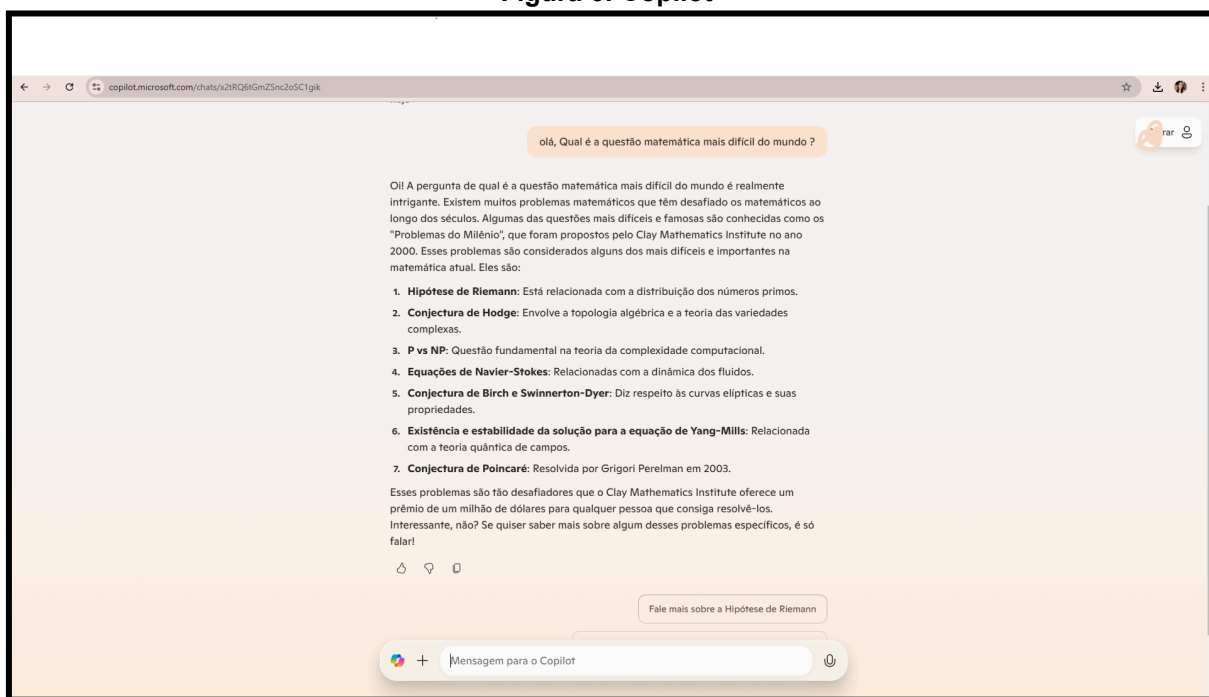 copilot.microsoft.com/chats/x2tRQ6tGmZSnc2oSC1gik
rar
olá, Qual é a questão matemática mais difícil do mundo ?
Oi! A pergunta de qual é a questão matemática mais difícil do mundo é realmente
intrigante. Existem muitos problemas matemáticos que têm desafiado os matemáticos ao
longo dos séculos. Algumas das questões mais difíceis e famosas são conhecidas como os
"Problemas do Milênio", que foram propostos pelo Clay Mathematics Institute no ano
2000. Esses problemas são considerados alguns dos mais difíceis e importantes na
matemática atual. Eles são:
1. Hipótese de Riemann: Está relacionada com a distribuição dos números primos.
2. Conjectura de Hodge: Envolve a topologia algébrica e a teoria das variedades
complexas.
3. P vs NP: Questão fundamental na teoria da complexidade computacional.
4. Equações de Navier-Stokes: Relacionadas com a dinâmica dos fluidos.
5. Conjectura de Birch e Swinnerton-Dyer: Diz respeito às curvas elípticas e suas
propriedades.
6. Existência e estabilidade da solução para a equação de Yang-Mills: Relacionada
com a teoria quântica de campos.
7. Conjectura de Poincaré: Resolvida por Grigori Perelman em 2003.
Esses problemas são tão desafiadores que o Clay Mathematics Institute oferece um
prêmio de um milhão de dólares para qualquer pessoa que consiga resolvê-los.
Interessante, não? Se quiser saber mais sobre algum desses problemas específicos, é só
falar!
Fale mais sobre a Hipótese de Riemann
Mensagem para o Copilot